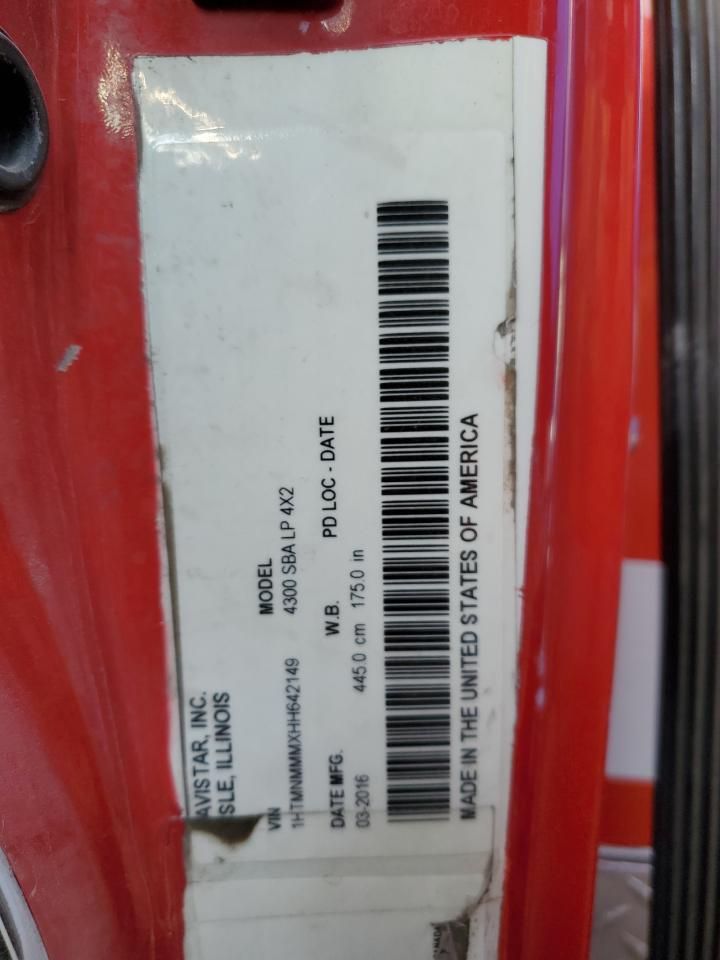 AVISTAR, INC.
SLE, ILLINOIS
VIN MODEL
1HTMNMMMXHH642149 4300 SBA LP 4X2
DATE MFG. W.B. PD LOC - DATE
03-2016 445.0 cm 175.0 in
MADE IN THE UNITED STATES OF AMERICA